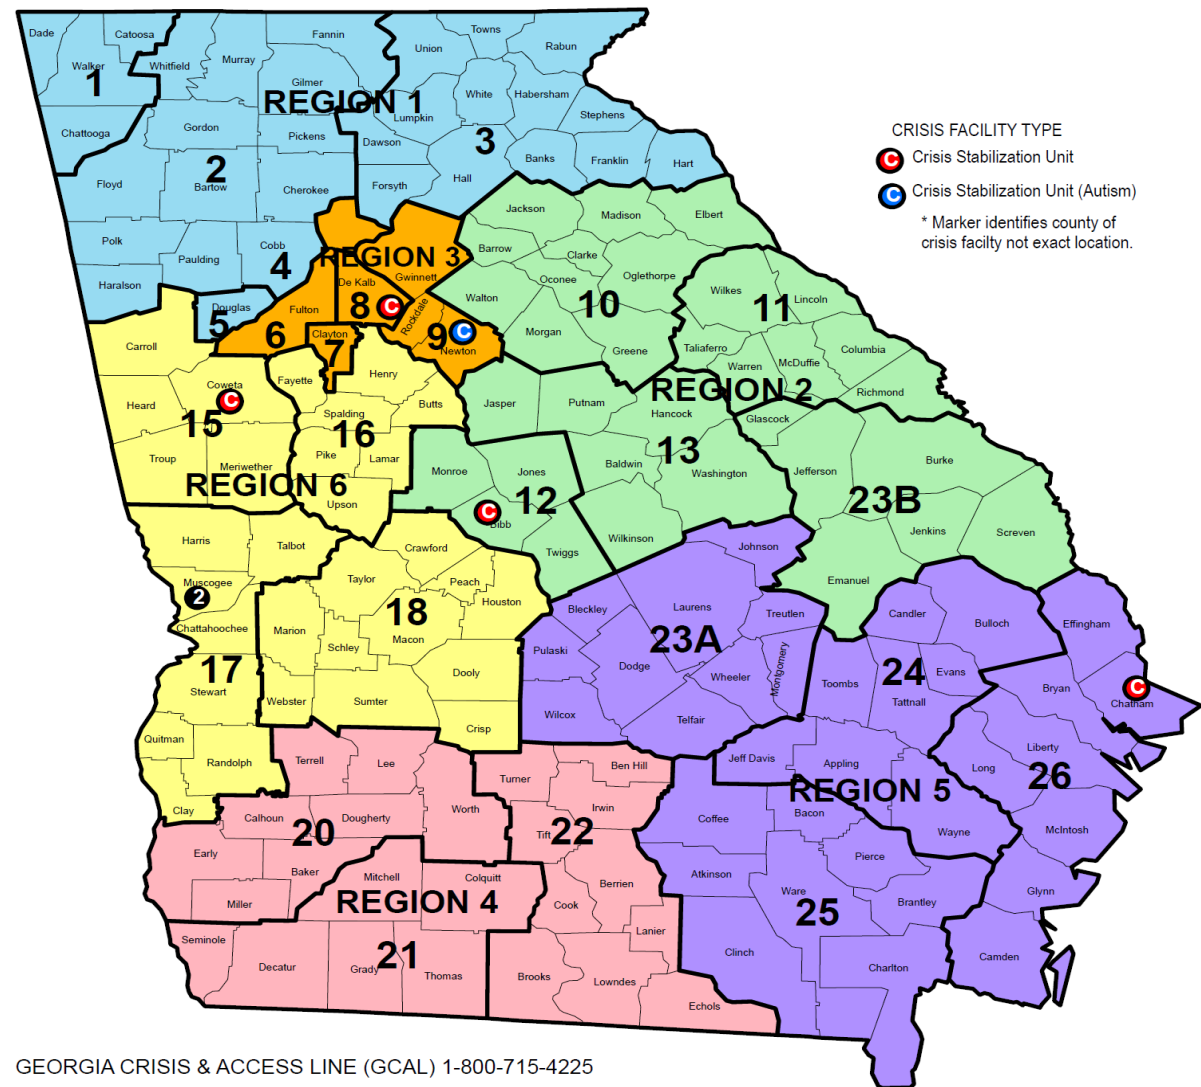 Dade
Catoosa
Fannin
Towns
Union
Rabun
Walker
Whitfield
Murray
1
Gilmer
REGION 1
White
Habersham
Lumpkin
Stephens
Chattooga
Gordon
Pickens
Dawson
3
Banks
Franklin
Hart
2
Floyd
Bartow
Cherokee
Forsyth
Hall
CRISIS FACILITY TYPE
C Crisis Stabilization Unit
C Crisis Stabilization Unit (Autism)
* Marker identifies county of
crisis facilty not exact location.
Jackson
Madison
Elbert
Polk
Cobb
Paulding
4
REGION 3
Barrow
Clarke
Haralson
De Kalb
Gwinnett
Oconee
Oglethorpe
Wilkes
Lincoln
Douglas
5
Fulton
6
8
C
Rockdale
Walton
10
11
Carroll
Clayton
7
9
C
Newton
Morgan
Greene
Taliaferro
Columbia
Warren
McDuffie
Coweta
C
Fayette
Henry
REGION 2
Richmond
Heard
15
Spalding
Butts
Jasper
Putnam
Hancock
Glascock
16
Troup
Meriwether
Pike
Lamar
Monroe
Jones
Baldwin
13
Washington
Jefferson
Burke
REGION 6
Upson
12
23B
C
Bibb
Harris
Talbot
Crawford
Twiggs
Wilkinson
Johnson
Jenkins
Screven
Muscogee
2
Taylor
Peach
Houston
Emanuel
Chattahoochee
Marion
18
Macon
Bleckley
Laurens
Treutlen
Candler
Bulloch
Effingham
Schley
Pulaski
23A
17
Stewart
Webster
Sumter
Dooly
Dodge
Wheeler
Montgomery
Toombs
24
Evans
Tattnall
Bryan
C
Chatham
Quitman
Randolph
Crisp
Wilcox
Telfair
Clay
Terrell
Lee
Turner
Ben Hill
Jeff Davis
Appling
Long
Liberty
26
REGION 5
Calhoun
20
Dougherty
Worth
Tift
22
Irwin
Coffee
Bacon
Wayne
McIntosh
Early
Baker
Mitchell
Colquitt
Berrien
Atkinson
Pierce
Miller
REGION 4
Cook
Ware
25
Brantley
Glynn
Seminole
Lanier
Decatur
Grady
21
Thomas
Brooks
Lowndes
Clinch
Charlton
Camden
Echols
GEORGIA CRISIS & ACCESS LINE (GCAL) 1-800-715-4225